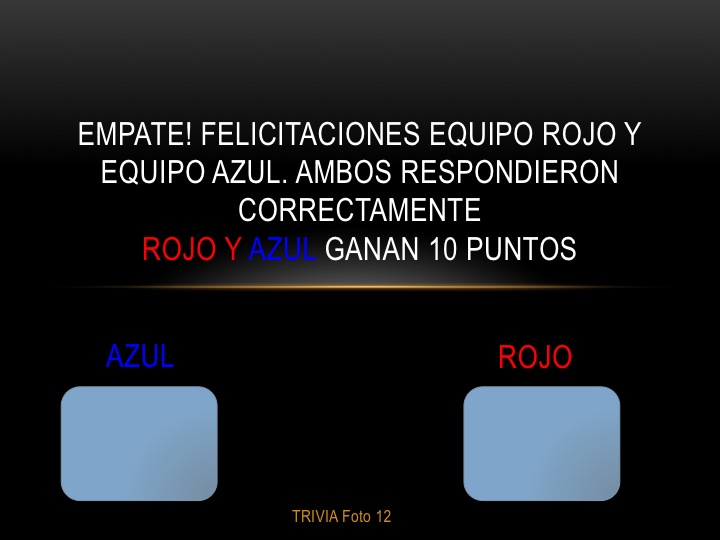 EMPATE! FELICITACIONES EQUIPO ROJO Y
EQUIPO AZUL. AMBOS RESPONDIERON
CORRECTAMENTE
ROJO Y AZUL GANAN 10 PUNTOS
AZUL
ROJO
TRIVIA Foto 12